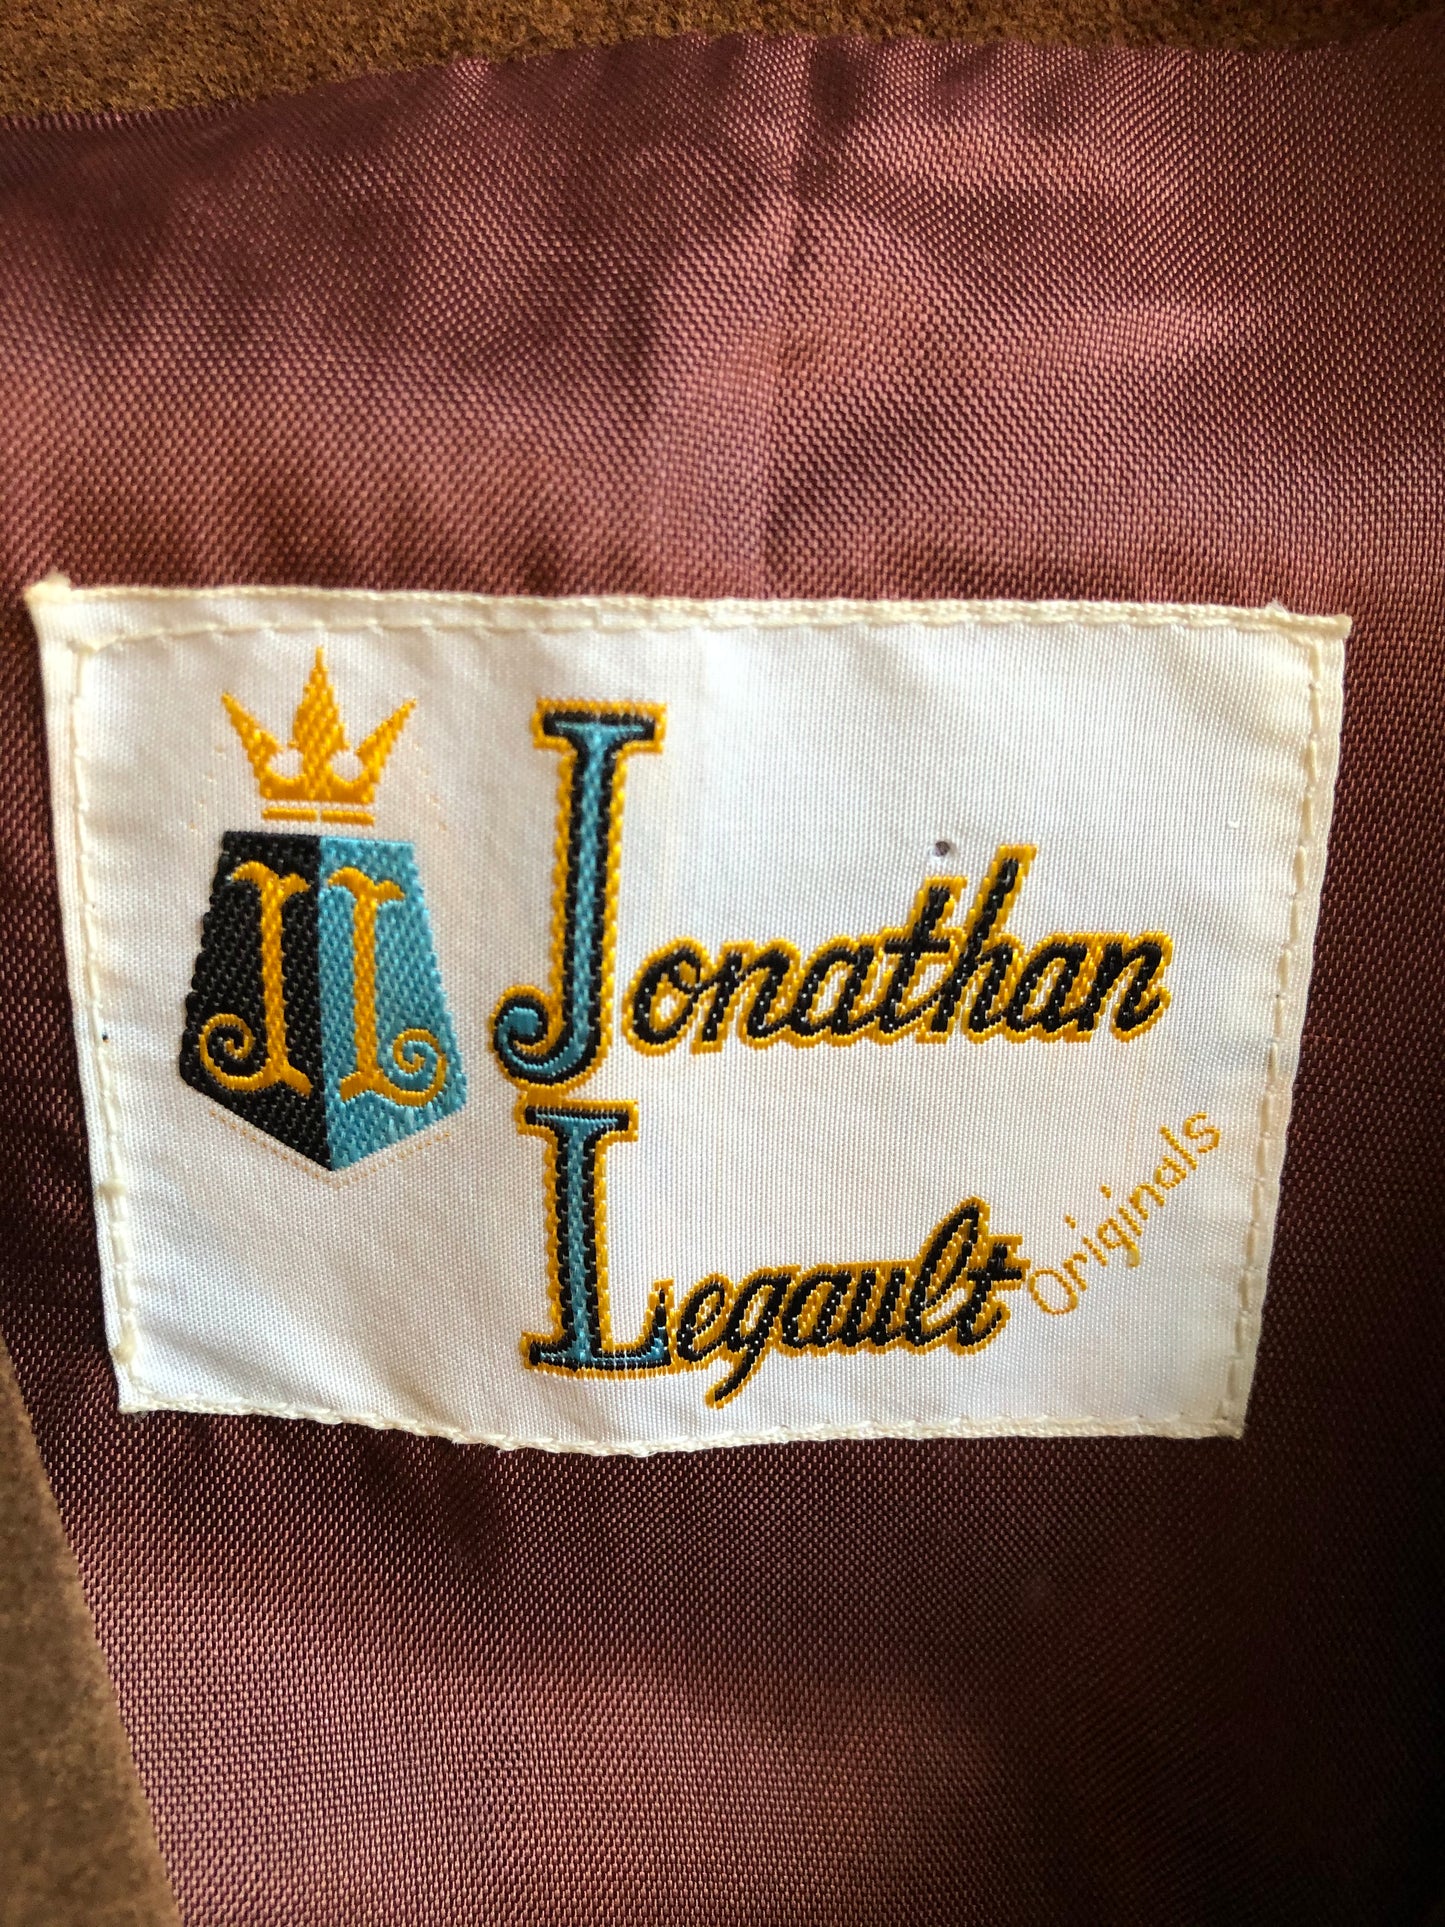 JL
Jonathan
Legault
Originals